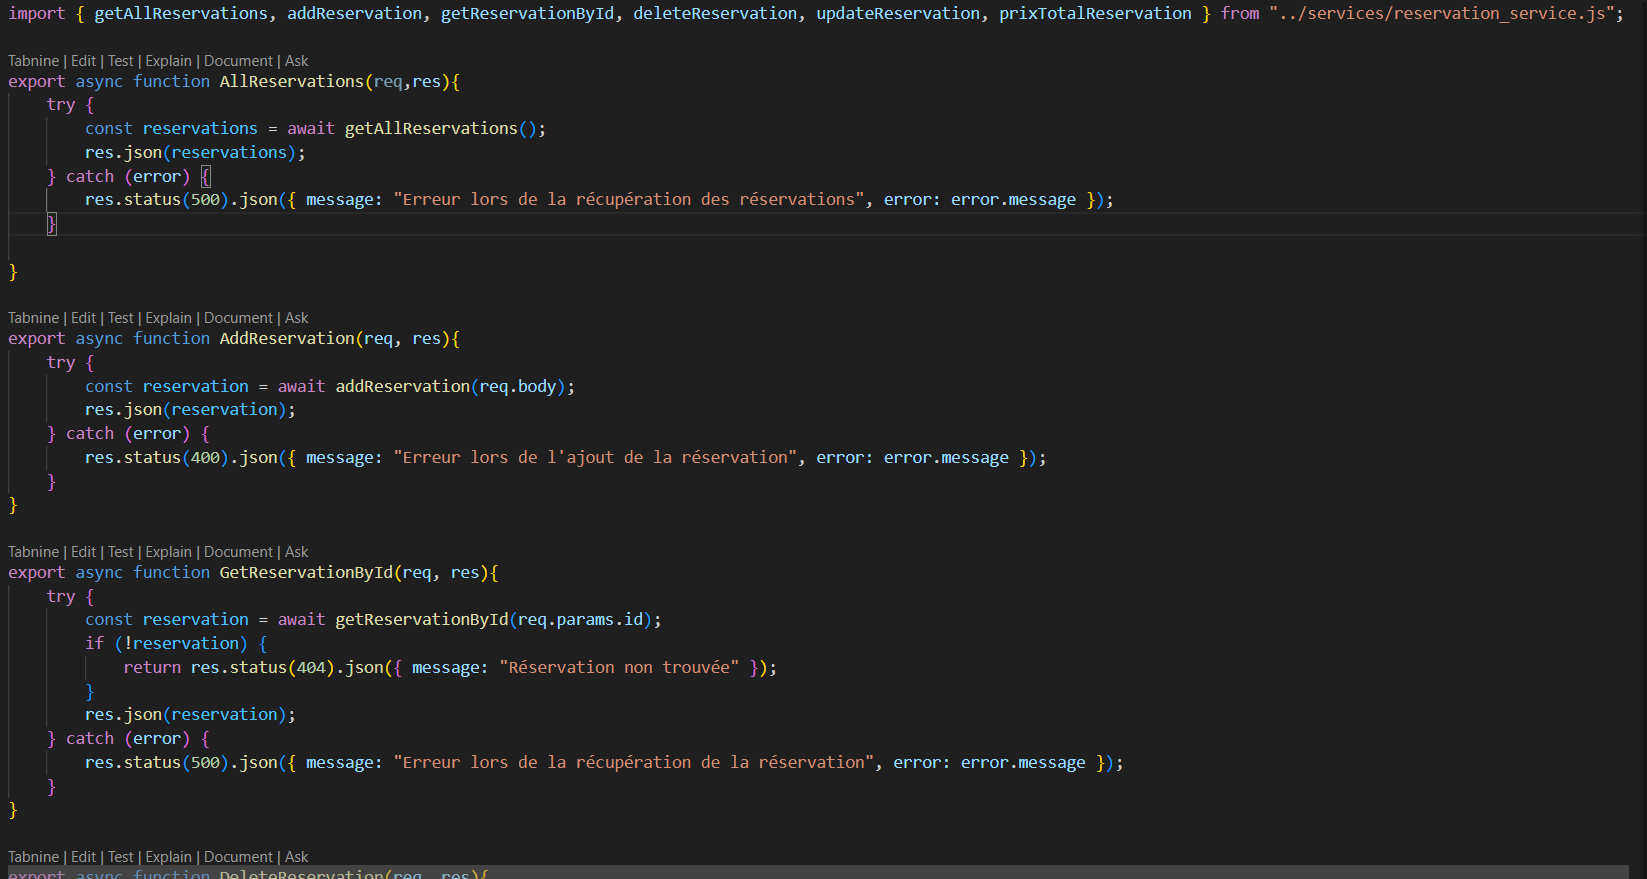 import { getAllReservations, addReservation, getReservationById, deleteReservation, updateReservation, prixTotalReservation } from "../services/reservation_service.js";
Tabnine | Edit | Test | Explain | Document | Ask
export async function AllReservations(req,res){
    try {
        const reservations = await getAllReservations();
        res.json(reservations);
    } catch (error) {
        res.status(500).json({ message: "Erreur lors de la récupération des réservations", error: error.message });
    }
}
Tabnine | Edit | Test | Explain | Document | Ask
export async function AddReservation(req, res){
    try {
        const reservation = await addReservation(req.body);
        res.json(reservation);
    } catch (error) {
        res.status(400).json({ message: "Erreur lors de l'ajout de la réservation", error: error.message });
    }
}
Tabnine | Edit | Test | Explain | Document | Ask
export async function GetReservationById(req, res){
    try {
        const reservation = await getReservationById(req.params.id);
        if (!reservation) {
            return res.status(404).json({ message: "Réservation non trouvée" });
        }
        res.json(reservation);
    } catch (error) {
        res.status(500).json({ message: "Erreur lors de la récupération de la réservation", error: error.message });
    }
}
Tabnine | Edit | Test | Explain | Document | Ask
export async function DeleteReservation(req, res){